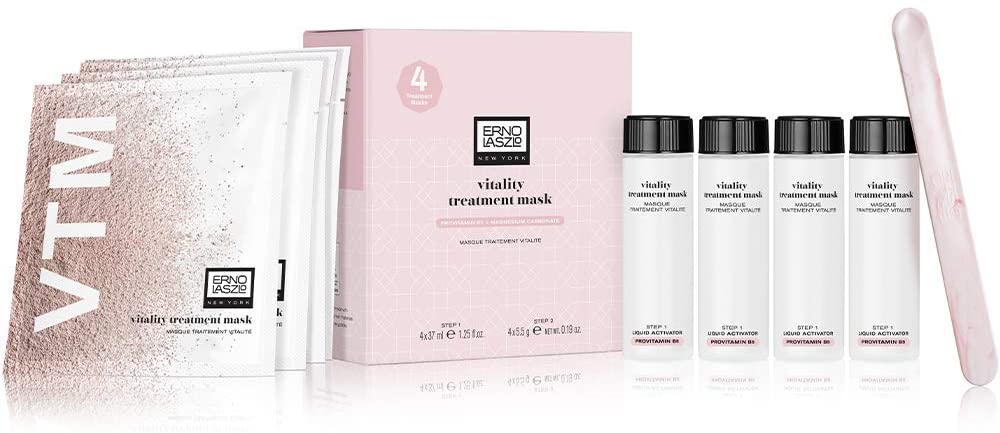 VTM
ERNO
LASZLO
NEW YORK
vitality treatment mask
MASQUE TRAITEMENT VITALITÉ
4
Treatment
Masks
ERNO
LASZLO
NEW YORK
vitality
treatment mask
PROVITAMIN B5 + MAGNESIUM CARBONATE
MASQUE TRAITEMENT VITALITÉ
STEP 1
4x37 ml e 1.25 fl.oz.
STEP 2
4x5.5 g e NET WT. 0.19 oz.
vitality
treatment mask
MASQUE
TRAITEMENT VITALITÉ
STEP 1
LIQUID ACTIVATOR
PROVITAMIN B5
vitality
treatment mask
MASQUE
TRAITEMENT VITALITÉ
STEP 1
LIQUID ACTIVATOR
PROVITAMIN B5
vitality
treatment mask
MASQUE
TRAITEMENT VITALITÉ
STEP 1
LIQUID ACTIVATOR
PROVITAMIN B5
vitality
treatment mask
MASQUE
TRAITEMENT VITALITÉ
STEP 1
LIQUID ACTIVATOR
PROVITAMIN B5